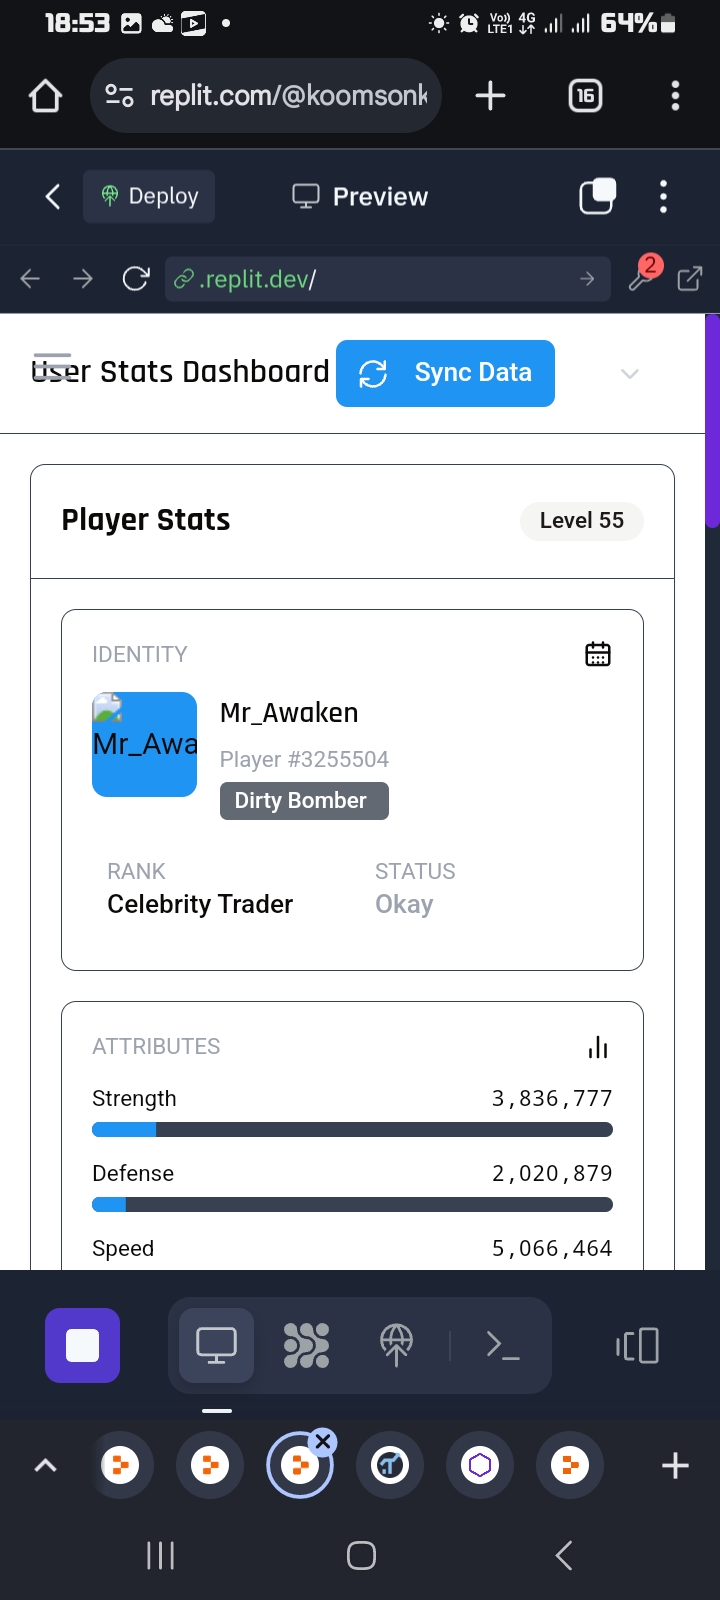 18:53
Vo)) 4G
LTE1
64%
replit.com/@koomsonk
16
Deploy
Preview
.replit.dev/
2
User Stats Dashboard
Sync Data
Player Stats
Level 55
IDENTITY
Mr_Awa
Mr_Awaken
Player #3255504
Dirty Bomber
RANK
STATUS
Celebrity Trader
Okay
ATTRIBUTES
Strength
3,836,777
Defense
2,020,879
Speed
5,066,464